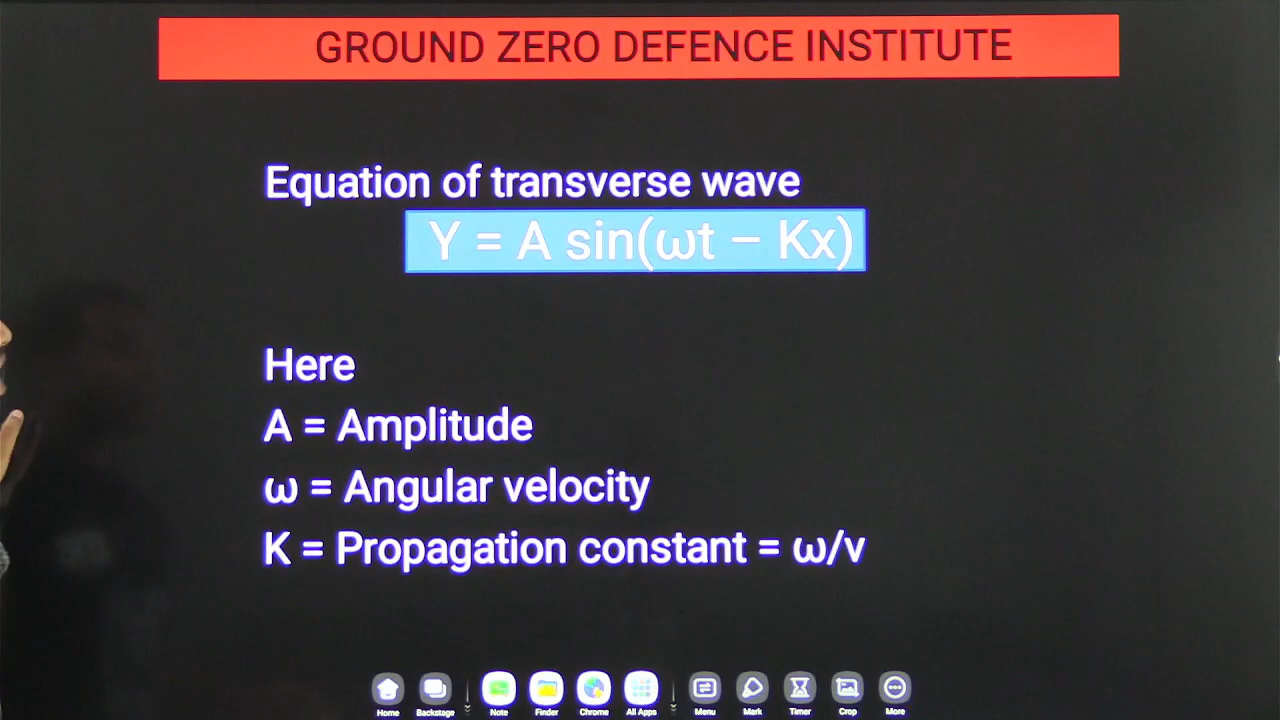 GROUND ZERO DEFENCE INSTITUTE
Equation of transverse wave
Y = A sin(ωt – Kx)
Here
A = Amplitude
ω = Angular velocity
K = Propagation constant = ω/v
Home Backstage Note Finder Chrome All Apps Menu Mark Timer Crop More